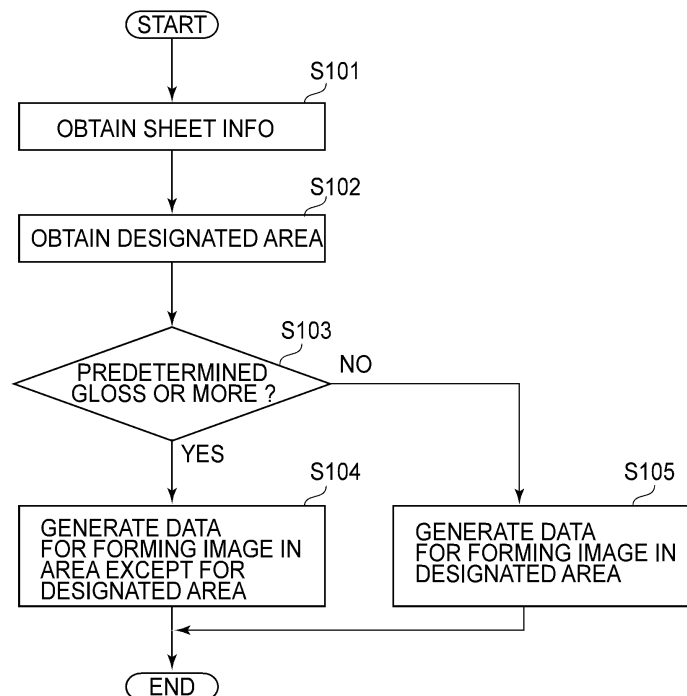 START
S101
OBTAIN SHEET INFO
S102
OBTAIN DESIGNATED AREA
S103
PREDETERMINED
GLOSS OR MORE ?
NO
YES
S104
GENERATE DATA
FOR FORMING IMAGE IN
AREA EXCEPT FOR
DESIGNATED AREA
S105
GENERATE DATA
FOR FORMING IMAGE IN
DESIGNATED AREA
END